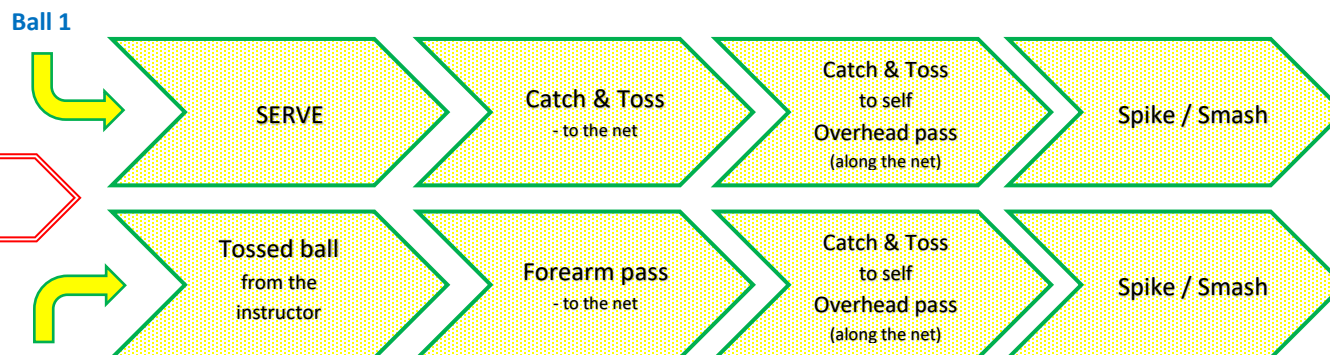 Ball 1
SERVE
Catch & Toss
- to the net
Catch & Toss
to self
Overhead pass
(along the net)
Spike / Smash
Tossed ball
from the
instructor
Forearm pass
- to the net
Catch & Toss
to self
Overhead pass
(along the net)
Spike / Smash